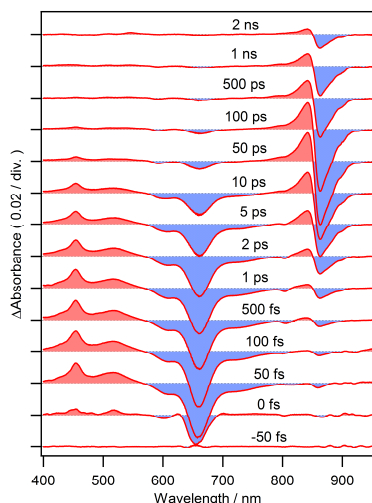 2 ns
1 ns
500 ps
100 ps
50 ps
10 ps
5 ps
2 ps
1 ps
500 fs
100 fs
50 fs
0 fs
-50 fs
ΔAbsorbance ( 0.02 / div. )
400 500 600 700 800 900
Wavelength / nm